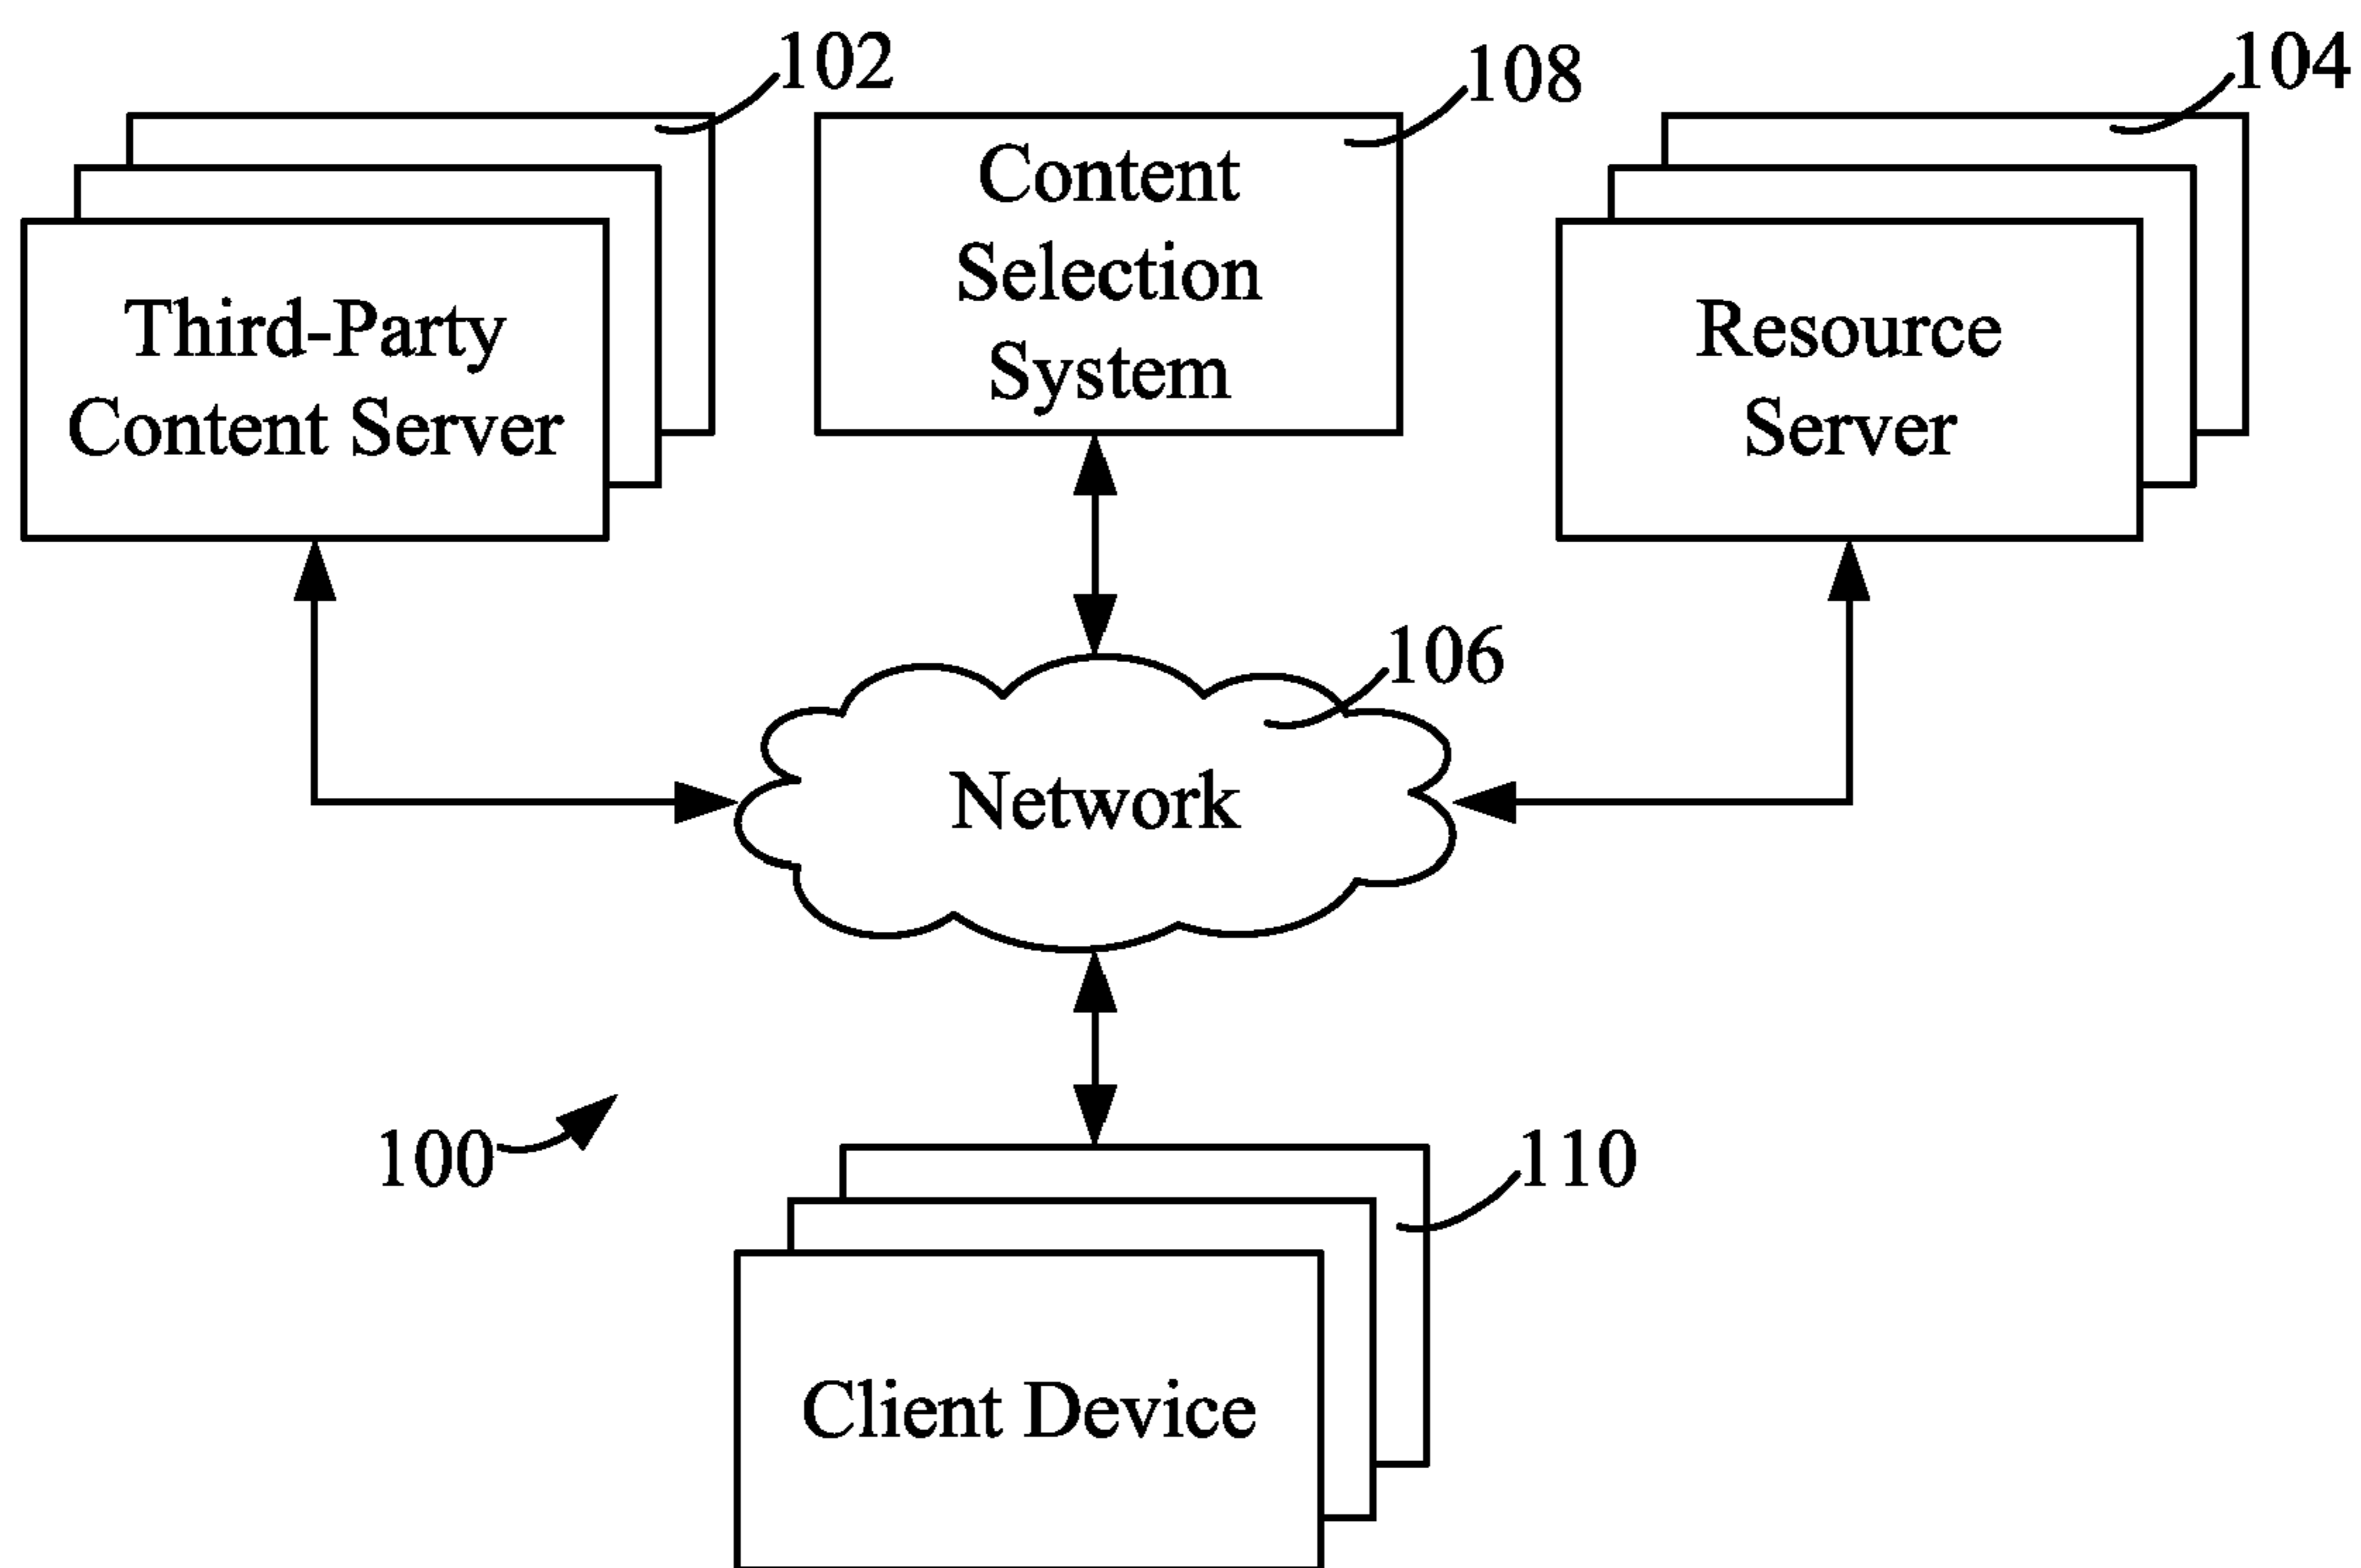 102
108
104
Content
Selection
System
Third-Party
Content Server
Resource
Server
106
Network
100
110
Client Device